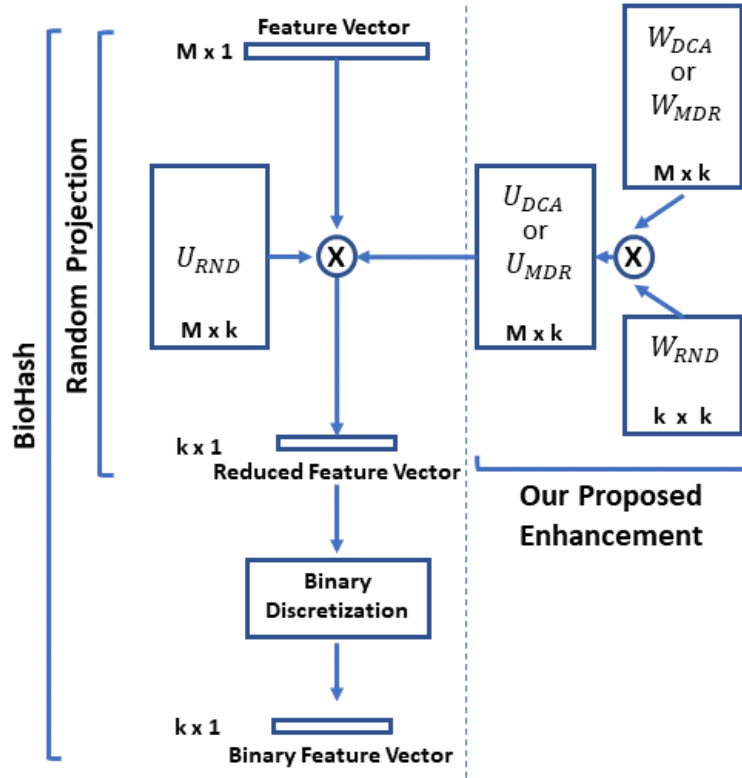 Feature Vector
M x 1
W_DCA
or
W_MDR
M x k
U_RND
M x k
X
U_DCA
or
U_MDR
M x k
X
W_RND
k x k
BioHash
Random Projection
k x 1
Reduced Feature Vector
Our Proposed
Enhancement
Binary
Discretization
k x 1
Binary Feature Vector